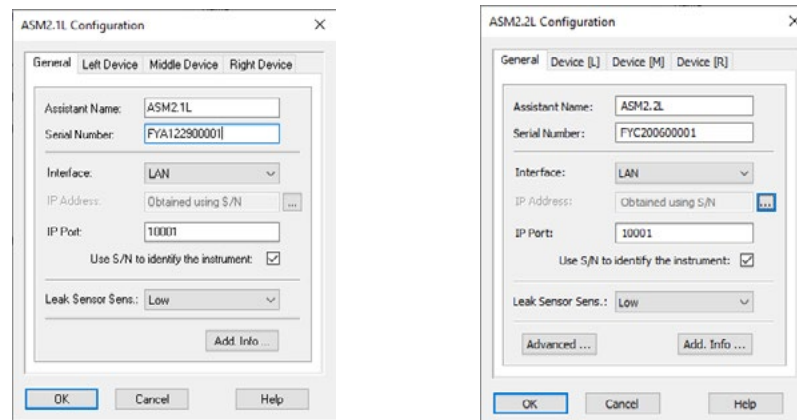 ASM2.1L Configuration
General Left Device Middle Device Right Device
Assistant Name: ASM2.1L
Serial Number: FYA122900001
Interface: LAN
IP Address: Obtained using S/N ...
IP Port: 10001
Use S/N to identify the instrument:
Leak Sensor Sens.: Low
Add. Info ...
OK Cancel Help
ASM2.2L Configuration
General Device [L] Device [M] Device [R]
Assistant Name: ASM2.2L
Serial Number: FYC200600001
Interface: LAN
IP Address: Obtained using S/N ...
IP Port: 10001
Use S/N to identify the instrument:
Leak Sensor Sens.: Low
Advanced ... Add. Info ...
OK Cancel Help